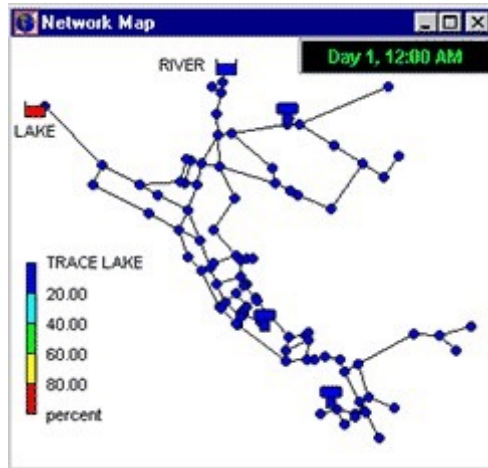 Network Map
Day 1, 12:00 AM
RIVER
LAKE
TRACE LAKE
20.00
40.00
60.00
80.00
percent